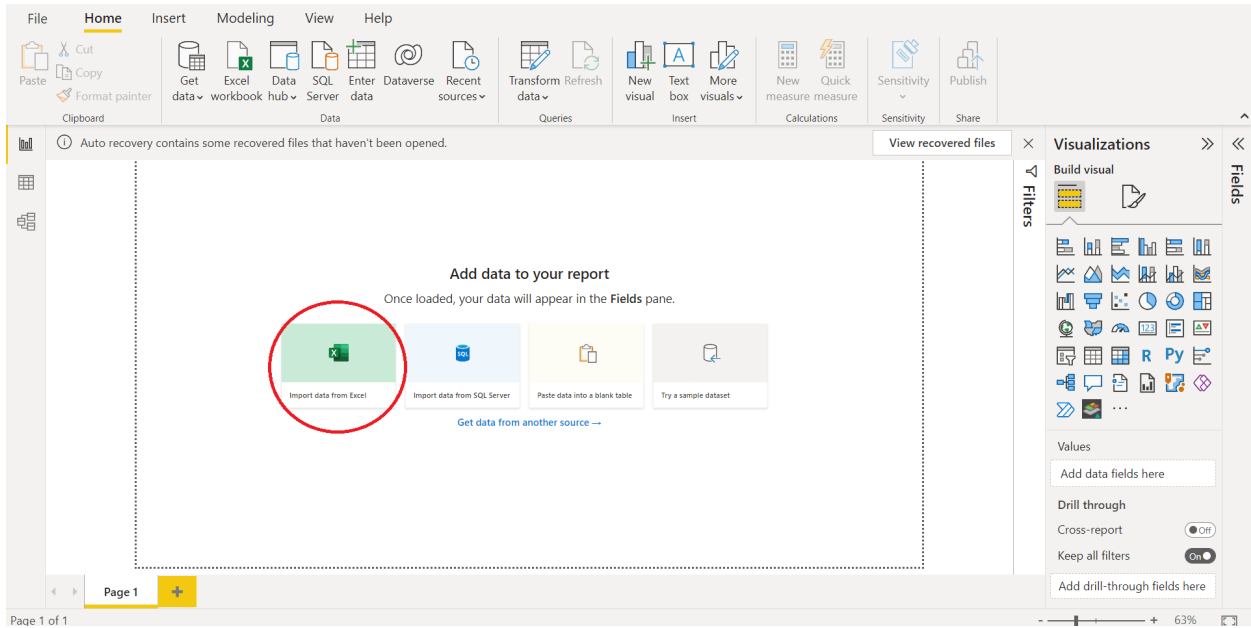 File Home Insert Modeling View Help
Paste
Cut
Copy
Format painter
Get data
Excel workbook
Data hub
SQL Server
Enter data
Dataverse
Recent sources
Transform data
Refresh
New visual
Text box
More visuals
New measure
Quick measure
Sensitivity
Publish
Clipboard Data Queries Insert Calculations Sensitivity Share
Auto recovery contains some recovered files that haven't been opened.
View recovered files
Filters
Add data to your report
Once loaded, your data will appear in the Fields pane.
Import data from Excel
SQL
Import data from SQL Server
Paste data into a blank table
Try a sample dataset
Get data from another source →
Visualizations
Build visual
123
R Py
Values
Add data fields here
Drill through
Cross-report Off
Keep all filters On
Add drill-through fields here
Fields
Page 1
Page 1 of 1
- + 63%